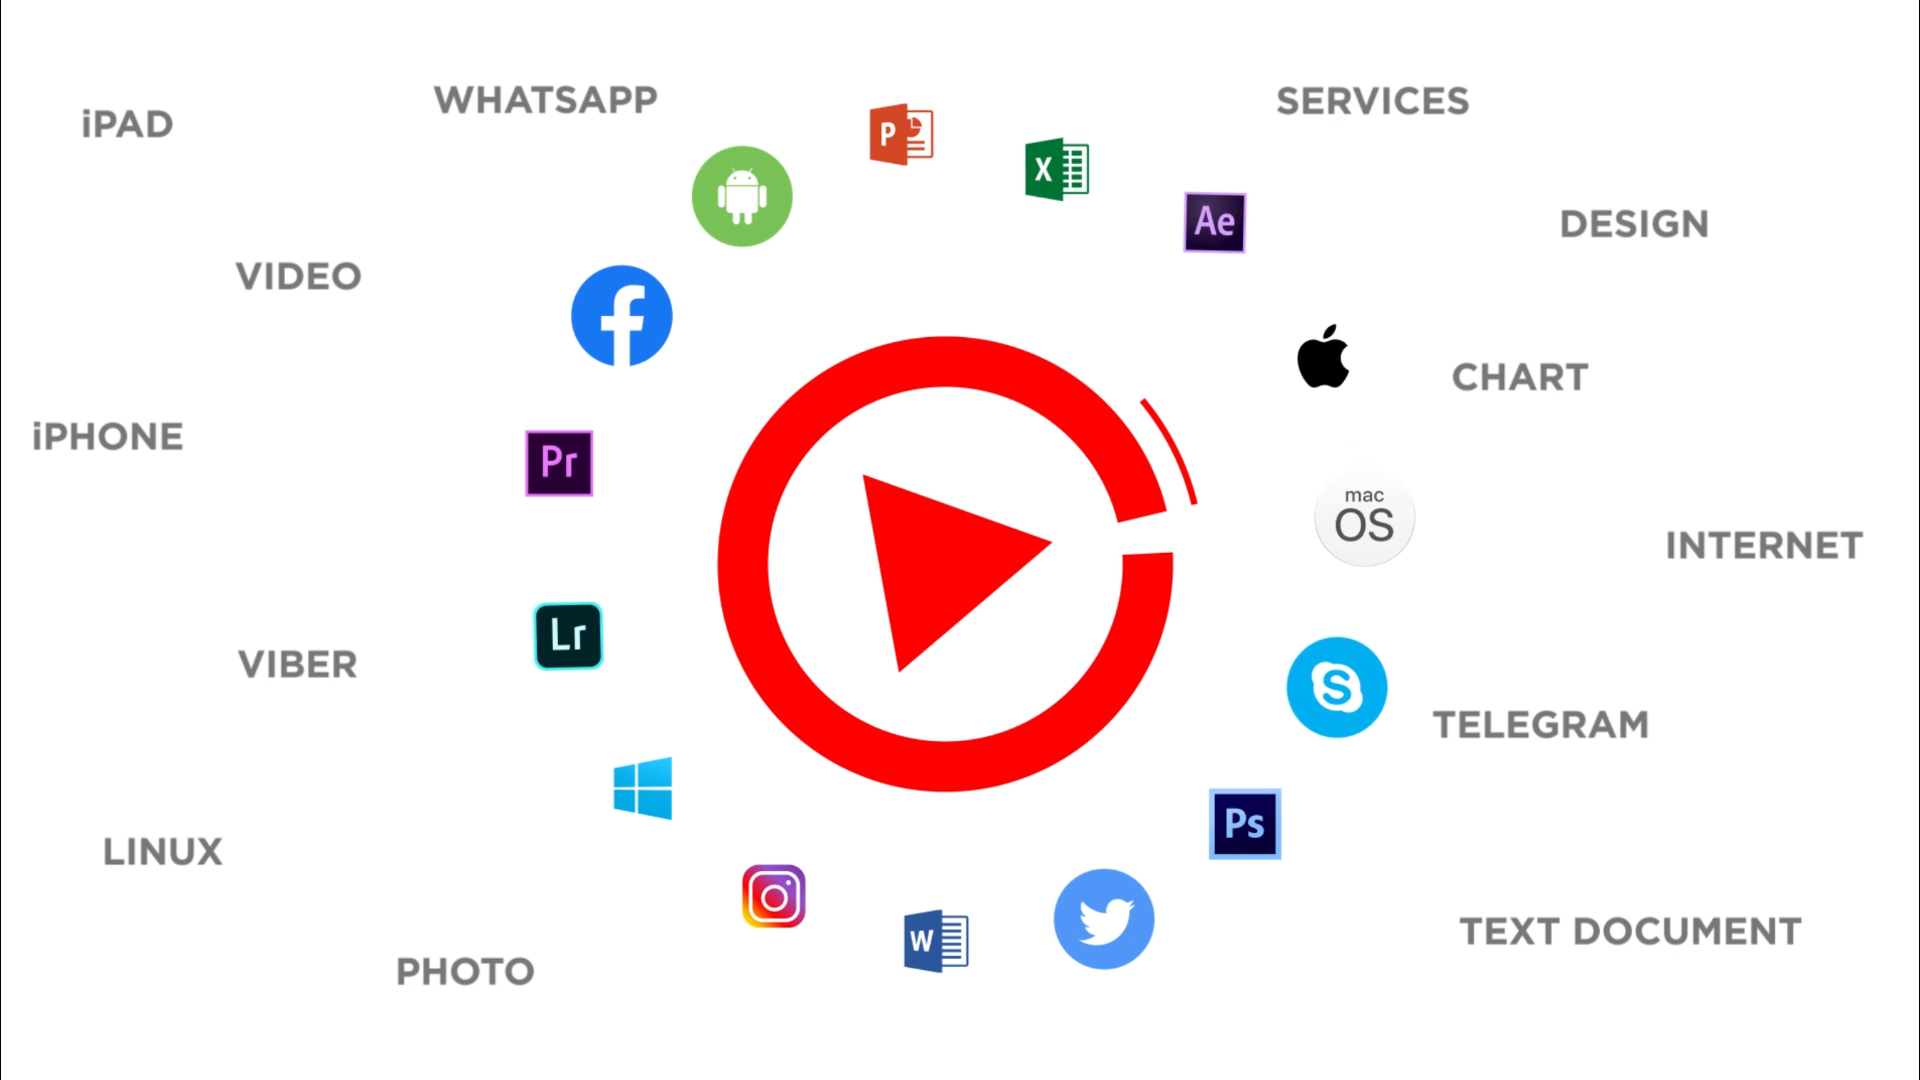 WHATSAPP
SERVICES
iPAD
P
X
Ae
DESIGN
VIDEO
f
CHART
iPHONE
Pr
mac
OS
INTERNET
Lr
VIBER
S
TELEGRAM
Ps
LINUX
W
TEXT DOCUMENT
PHOTO